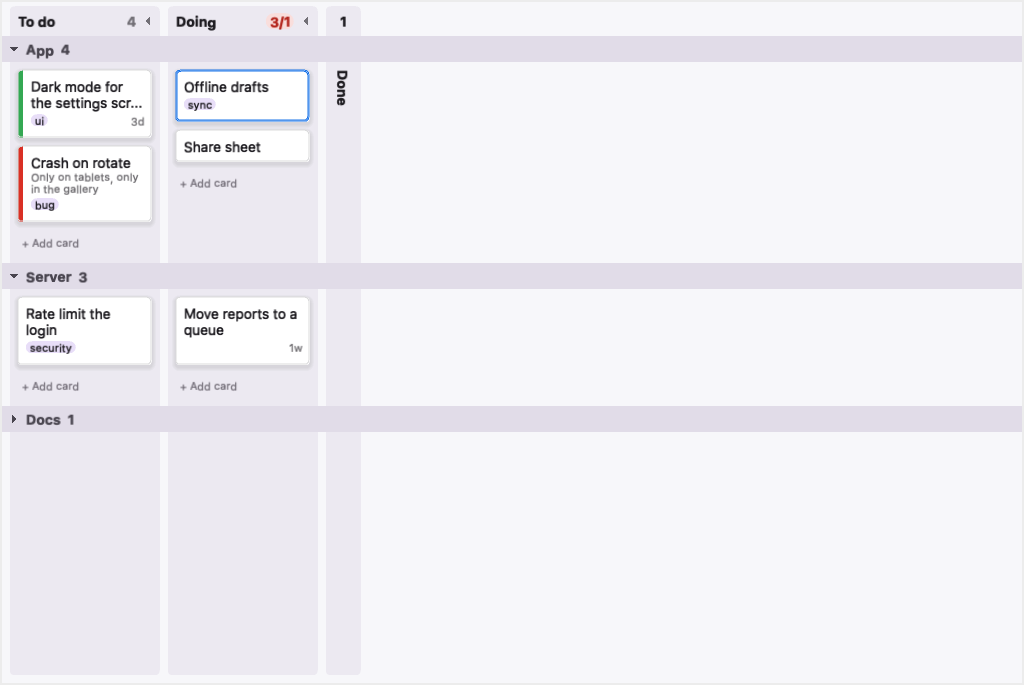 To do 4
Doing 3/1
1
Done
App 4
Dark mode for
the settings scr...
ui 3d
Crash on rotate
Only on tablets, only
in the gallery
bug
+ Add card
Offline drafts
sync
Share sheet
+ Add card
Server 3
Rate limit the
login
security
+ Add card
Move reports to a
queue
1w
+ Add card
Docs 1